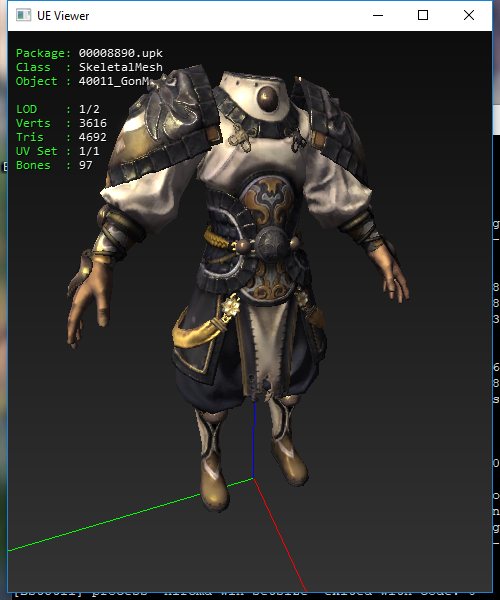 UE Viewer
Package: 00008890.upk
Class : SkeletalMesh
Object : 40011_GonM
LOD : 1/2
Verts : 3616
Tris : 4692
UV Set : 1/1
Bones : 97